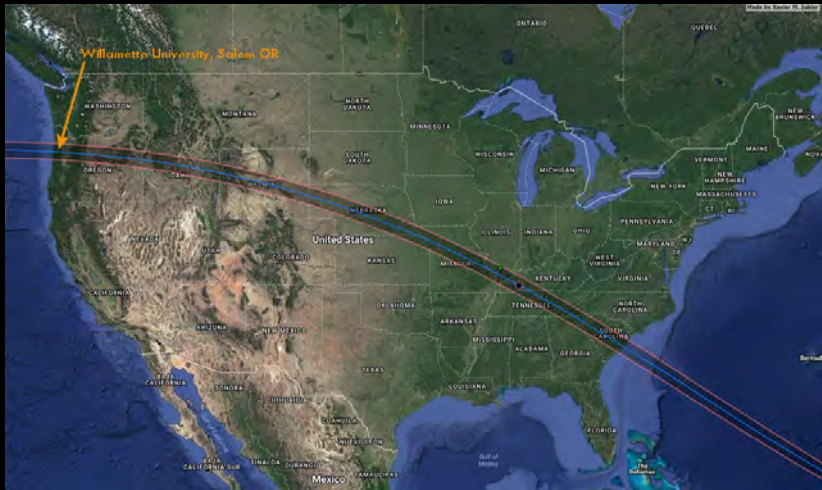 Made by Xavier M. Jubier
ONTARIO
QUEBEC
Willamette University, Salem OR
WASHINGTON
MONTANA
NORTH
DAKOTA
MINNESOTA
NEW
BRUNSWICK
MAINE
OREGON
IDAHO
SOUTH
DAKOTA
WISCONSIN
MICHIGAN
VERMONT
NEW
HAMPSHIRE
MASSACHUSETTS
NEW YORK
CT
RI
WYOMING
NEBRASKA
IOWA
ILLINOIS
INDIANA
OHIO
PENNSYLVANIA
NJ
MARYLAND
DE
NEVADA
UTAH
COLORADO
United States
KANSAS
MISSOURI
WEST
VIRGINIA
VIRGINIA
KENTUCKY
CALIFORNIA
ARIZONA
NEW MEXICO
OKLAHOMA
ARKANSAS
TENNESSEE
NORTH
CAROLINA
SOUTH
CAROLINA
MISSISSIPPI
ALABAMA
GEORGIA
TEXAS
LOUISIANA
BAJA
CALIFORNIA
SONORA
CHIHUAHUA
COAHUILA
NUEVO LEON
FLORIDA
Gulf of
Mexico
BAJA
CALIFORNIA SUR
SINALOA
DURANGO
Mexico
TAMAULIPAS
The
Bahamas